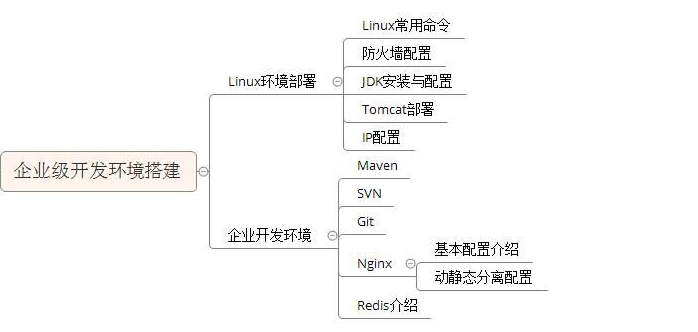 企业级开发环境搭建
Linux环境部署
Linux常用命令
防火墙配置
JDK安装与配置
Tomcat部署
IP配置
企业开发环境
Maven
SVN
Git
Nginx
基本配置介绍
动静态分离配置
Redis介绍